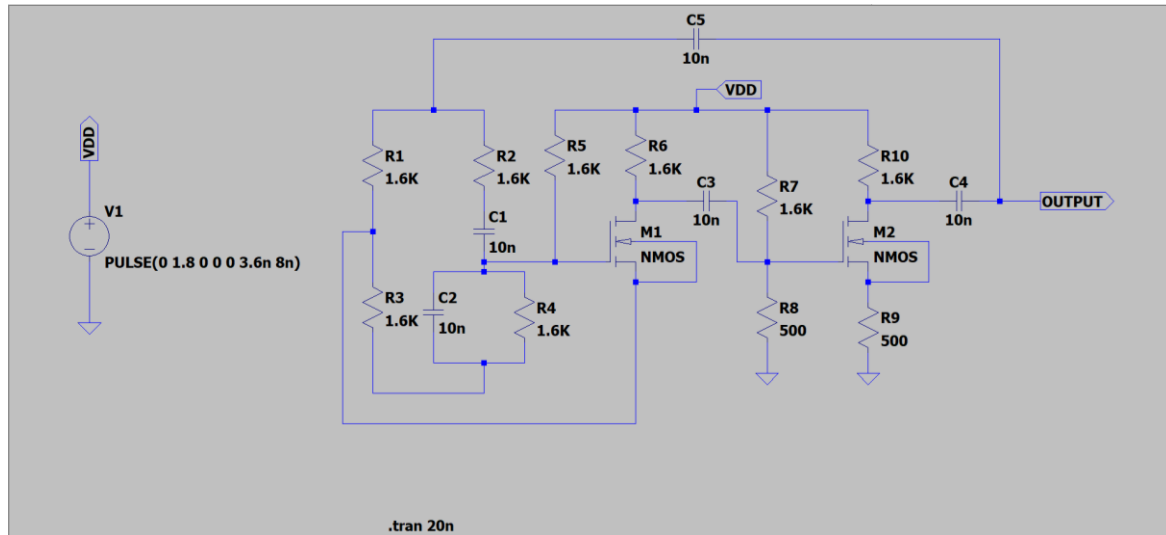 C5
10n
VDD
VDD
R1
1.6K
R2
1.6K
R5
1.6K
R6
1.6K
R7
1.6K
R10
1.6K
C3
10n
C4
10n
OUTPUT
V1
PULSE(0 1.8 0 0 0 3.6n 8n)
C1
10n
M1
NMOS
M2
NMOS
R3
1.6K
C2
10n
R4
1.6K
R8
500
R9
500
.tran 20n